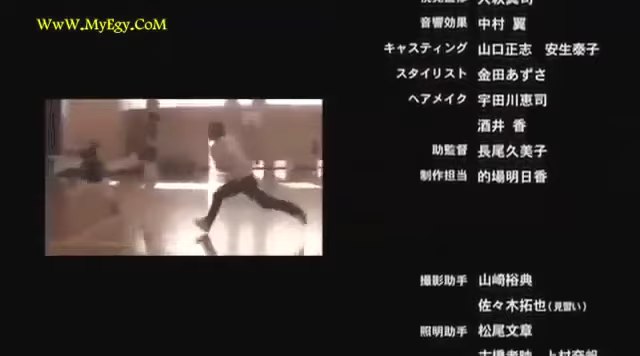 WwW.MyEgy.CoM
音響効果 中村 翼
キャスティング 山口正志 安生泰子
スタイリスト 金田あずさ
ヘアメイク 宇田川恵司
酒井 香
助監督 長尾久美子
制作担当 的場明日香
撮影助手 山崎裕典
佐々木拓也(見習い)
照明助手 松尾文章